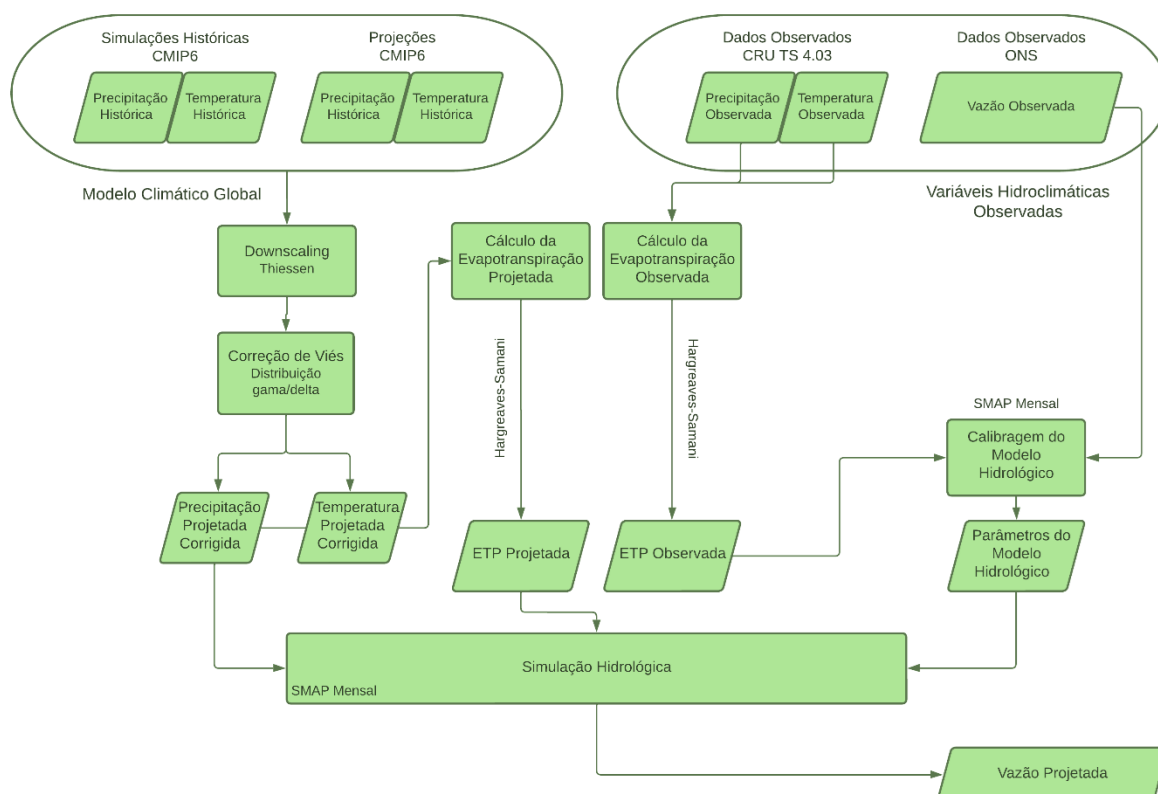 Simulações Históricas
CMIP6
Projeções
CMIP6
Precipitação
Histórica
Temperatura
Histórica
Precipitação
Histórica
Temperatura
Histórica
Modelo Climático Global
Dados Observados
CRU TS 4.03
Dados Observados
ONS
Precipitação
Observada
Temperatura
Observada
Vazão Observada
Variáveis Hidroclimáticas
Observadas
Downscaling
Thiessen
Cálculo da
Evapotranspiração
Projetada
Cálculo da
Evapotranspiração
Observada
Correção de Viés
Distribuição
gama/delta
Hargreaves-Samani
Hargreaves-Samani
SMAP Mensal
Calibragem do
Modelo
Hidrológico
Precipitação
Projetada
Corrigida
Temperatura
Projetada
Corrigida
ETP Projetada
ETP Observada
Parâmetros do
Modelo
Hidrológico
Simulação Hidrológica
SMAP Mensal
Vazão Projetada